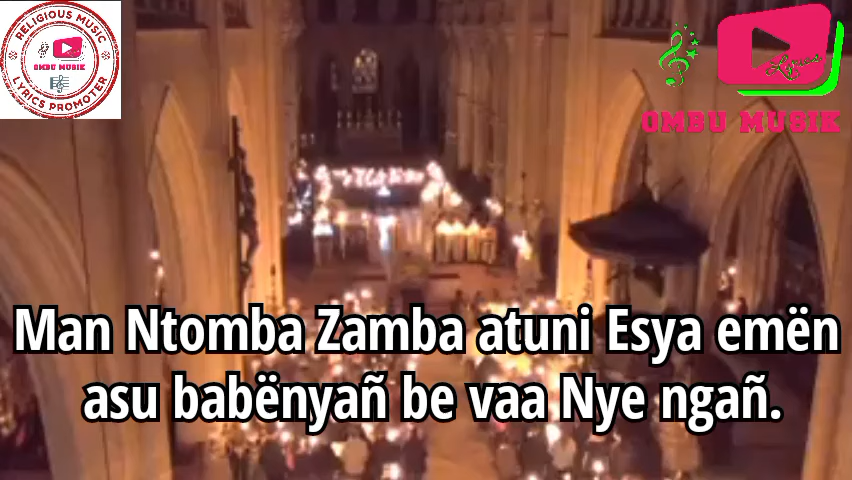 RELIGIOUS MUSIC
OMBU MUSIK
LYRICS PROMOTER
Lyrics
OMBU MUSIK
Man Ntomba Zamba atuni Esya emën
asu babënyañ be vaa Nye ngañ.